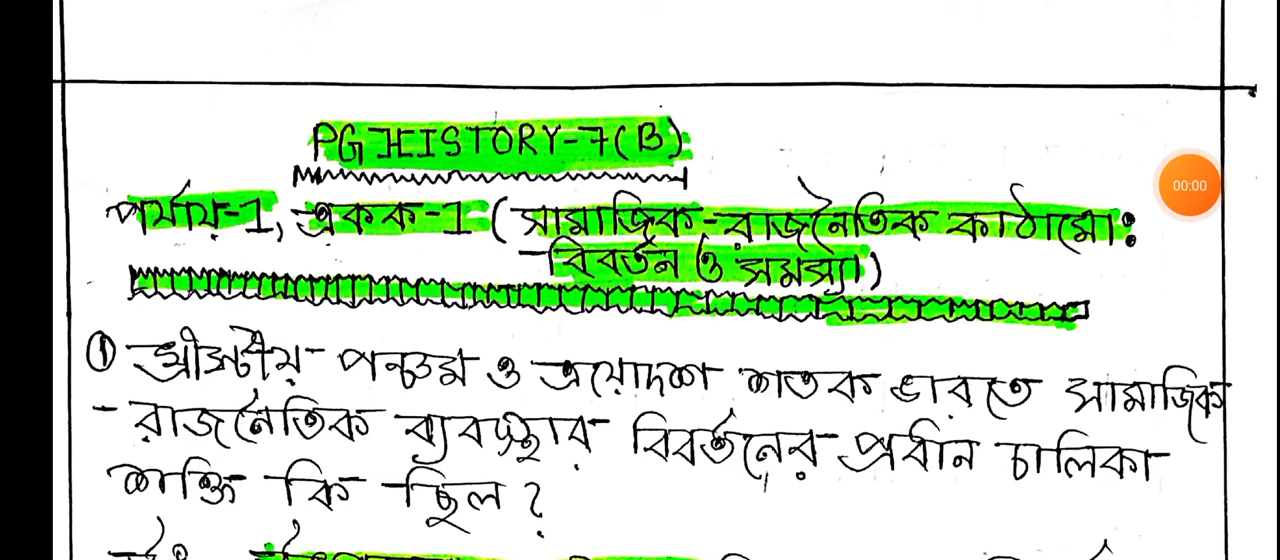 PG HISTORY-7(B)
পর্যায়-1, একক-1 (সামাজিক-রাজনৈতিক কাঠামো:
বিবর্তন ও সমস্যা)
00:00
① খ্রীস্টীয় পঞ্চম ও ত্রয়োদশ শতক ভারতে সামাজিক
-রাজনৈতিক ব্যবস্থার বিবর্তনের প্রধান চালিকা
শক্তি কি ছিল?